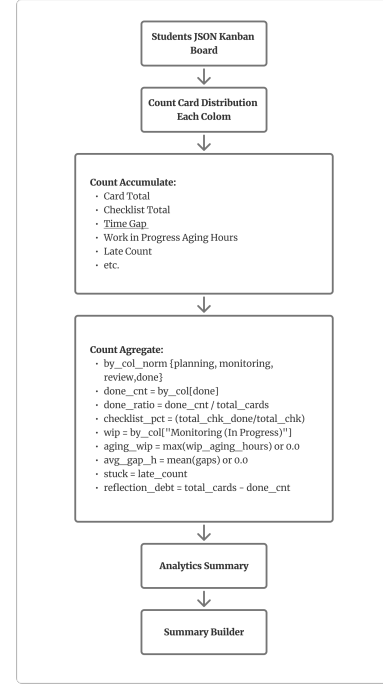 Students JSON Kanban
Board
Count Card Distribution
Each Colom
Count Accumulate:
• Card Total
• Checklist Total
• Time Gap
• Work in Progress Aging Hours
• Late Count
• etc.
Count Agregate:
• by_col_norm {planning, monitoring,
review,done}
• done_cnt = by_col[done]
• done_ratio = done_cnt / total_cards
• checklist_pct = (total_chk_done/total_chk)
• wip = by_col["Monitoring (In Progress)"]
• aging_wip = max(wip_aging_hours) or 0.0
• avg_gap_h = mean(gaps) or 0.0
• stuck = late_count
• reflection_debt = total_cards - done_cnt
Analytics Summary
Summary Builder